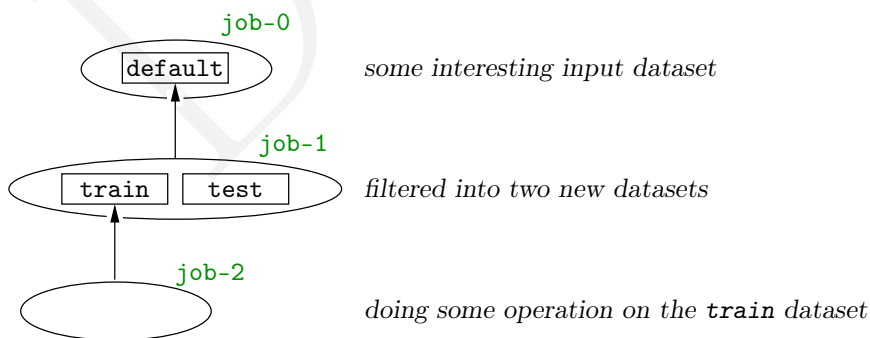 job-0
default
some interesting input dataset
job-1
train test
filtered into two new datasets
job-2
doing some operation on the train dataset